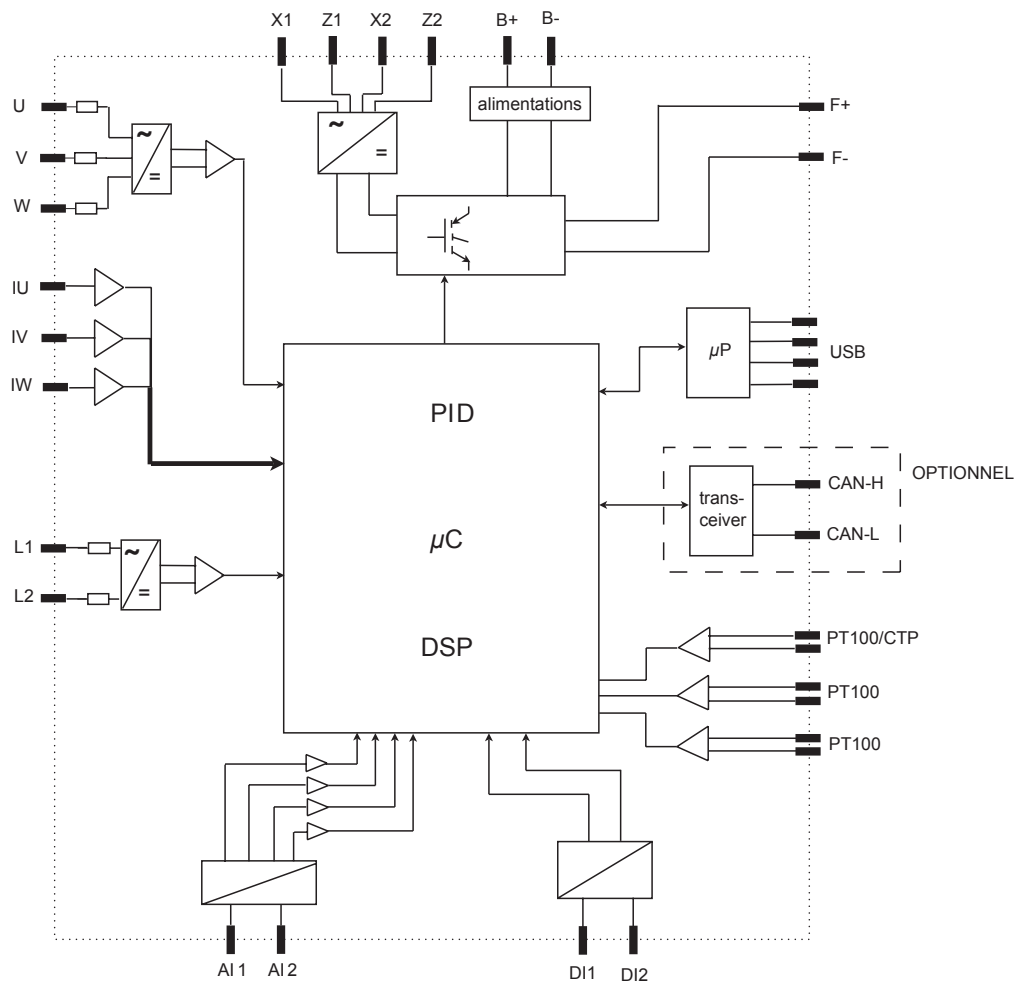 X1 Z1 X2 Z2 B+ B-
alimentations
U
V
W
~
=
~
=
F+
F-
IU
IV
IW
µP
USB
PID
µC
DSP
OPTIONNEL
trans-
ceiver
CAN-H
CAN-L
L1
L2
~
=
PT100/CTP
PT100
PT100
AI 1 AI 2
DI1 DI2